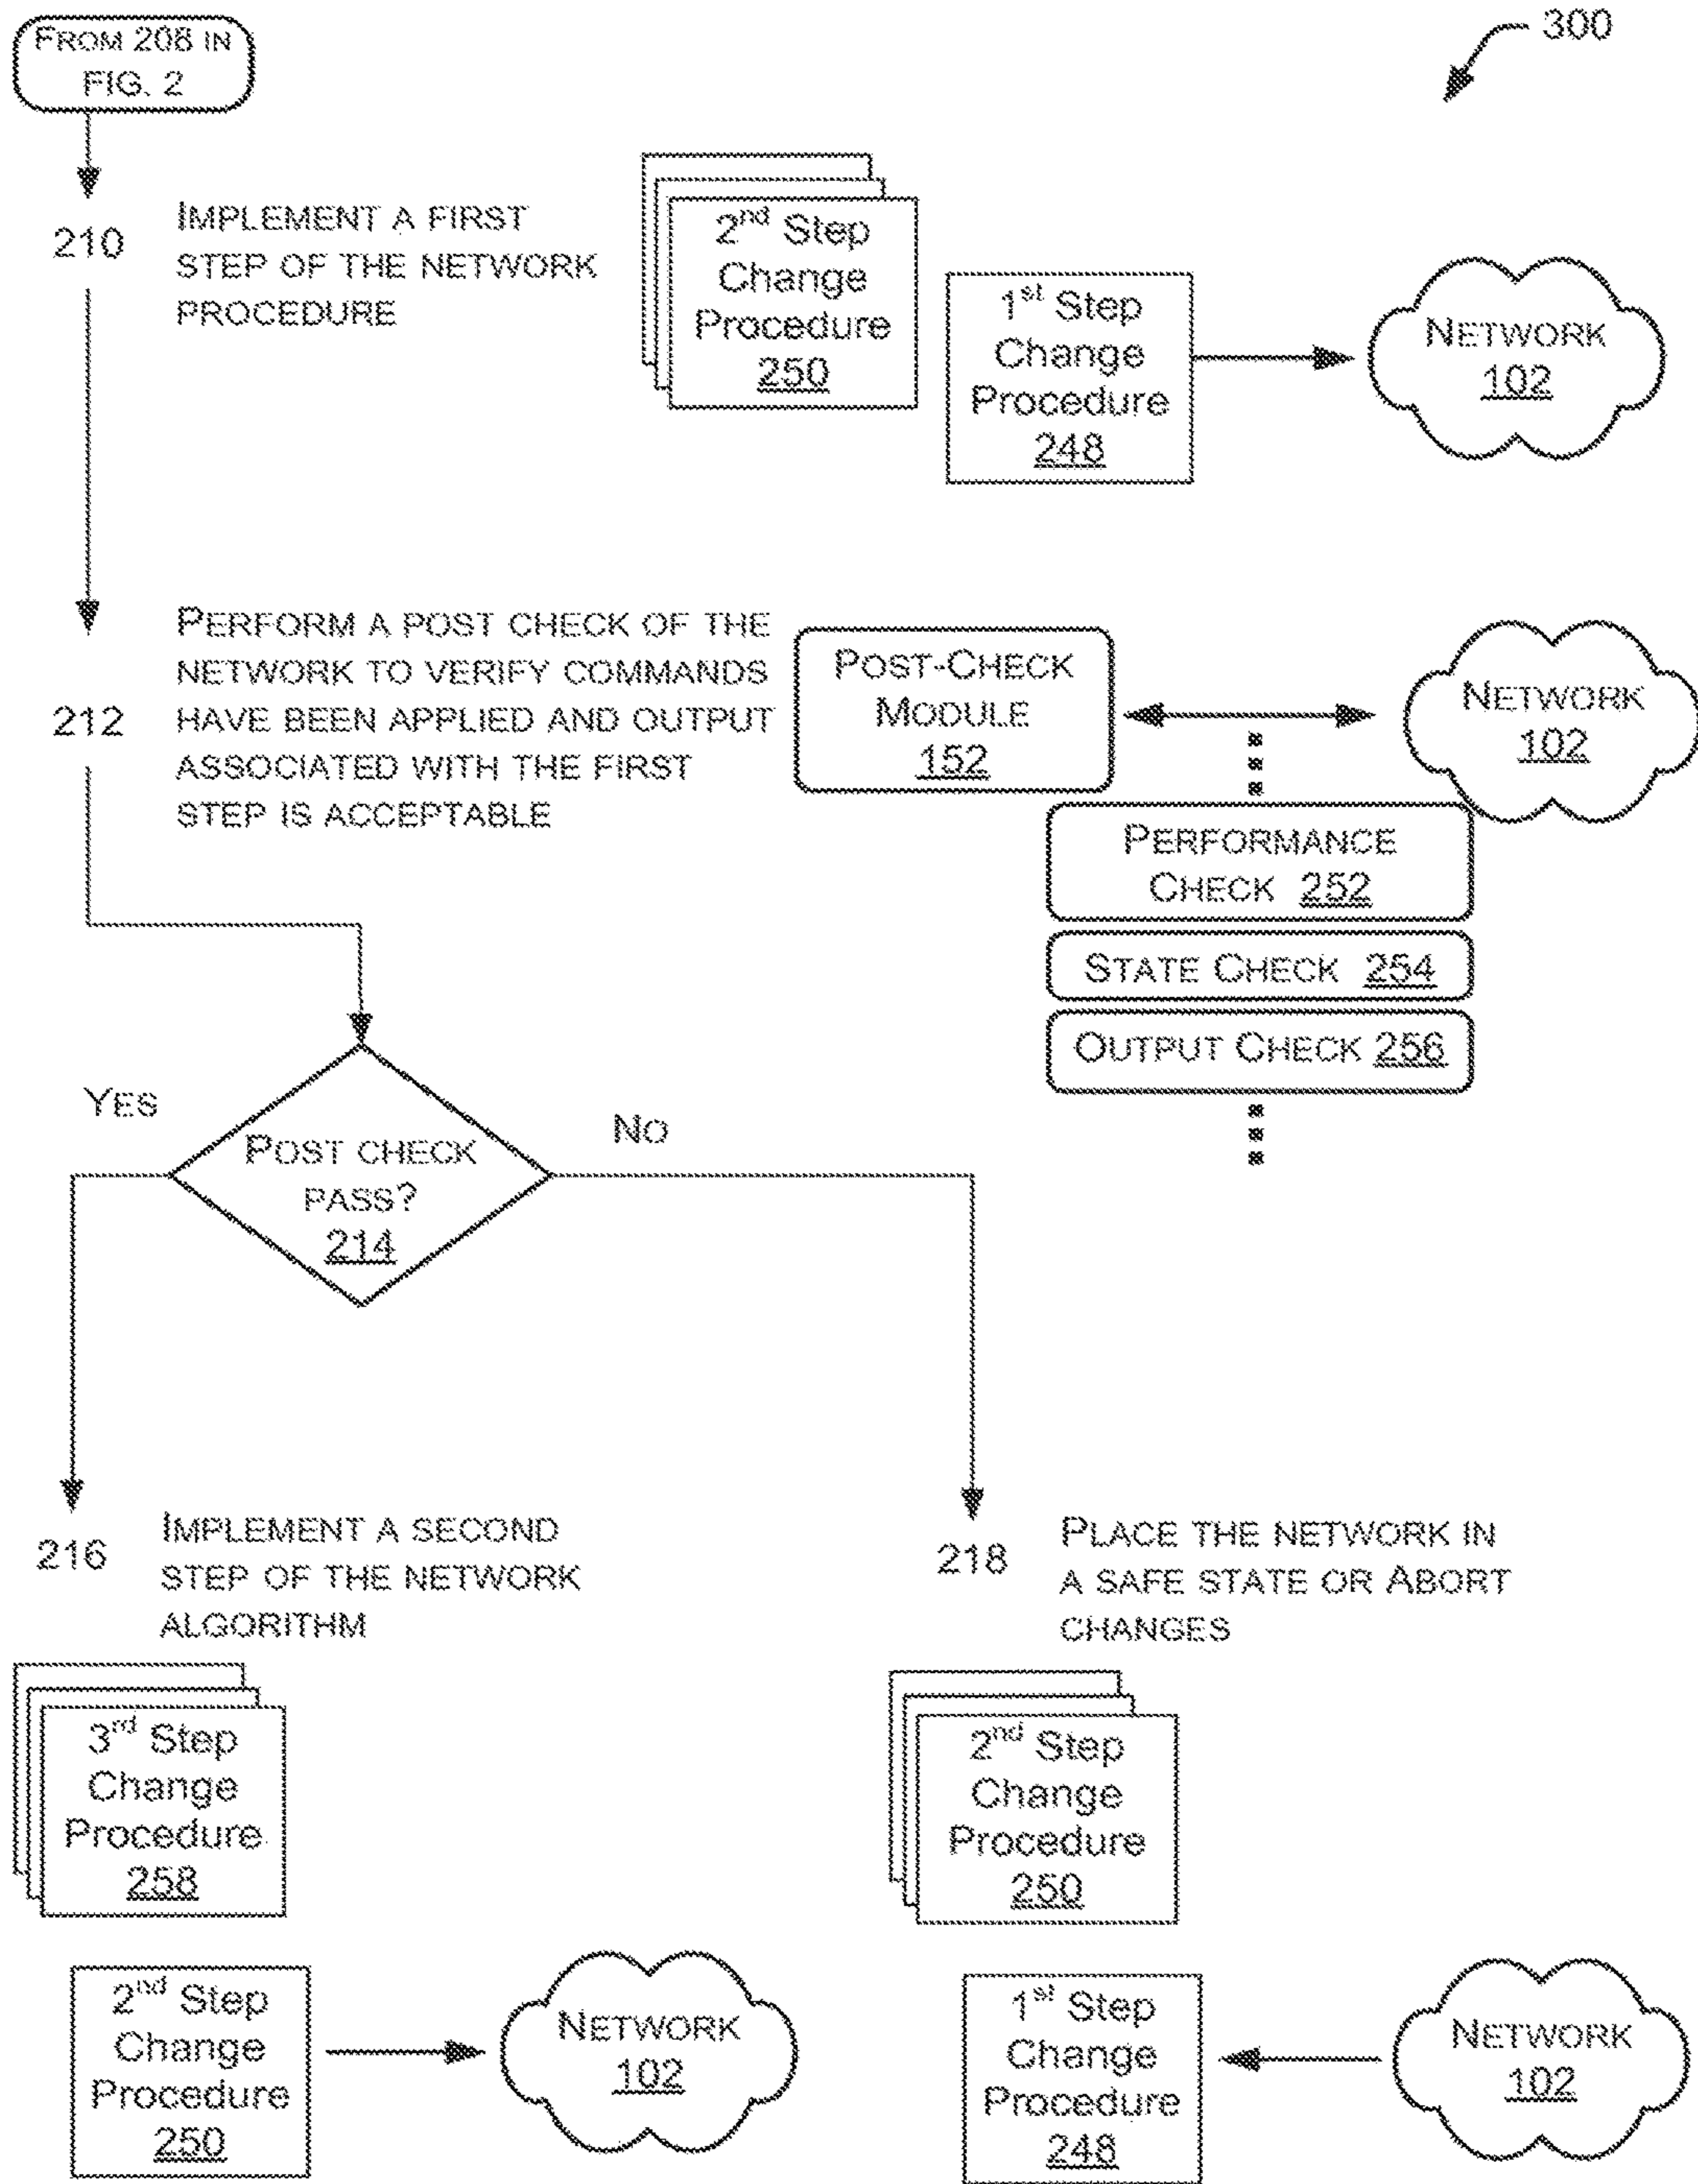 FROM 208 IN
FIG. 2
300
210
IMPLEMENT A FIRST
STEP OF THE NETWORK
PROCEDURE
2nd Step
Change
Procedure
250
1st Step
Change
Procedure
248
NETWORK
102
212
PERFORM A POST CHECK OF THE
NETWORK TO VERIFY COMMANDS
HAVE BEEN APPLIED AND OUTPUT
ASSOCIATED WITH THE FIRST
STEP IS ACCEPTABLE
POST-CHECK
MODULE
152
NETWORK
102
PERFORMANCE
CHECK 252
STATE CHECK 254
OUTPUT CHECK 256
YES
NO
POST CHECK
PASS?
214
216
IMPLEMENT A SECOND
STEP OF THE NETWORK
ALGORITHM
218
PLACE THE NETWORK IN
A SAFE STATE OR ABORT
CHANGES
3rd Step
Change
Procedure
258
2nd Step
Change
Procedure
250
2nd Step
Change
Procedure
250
NETWORK
102
1st Step
Change
Procedure
248
NETWORK
102